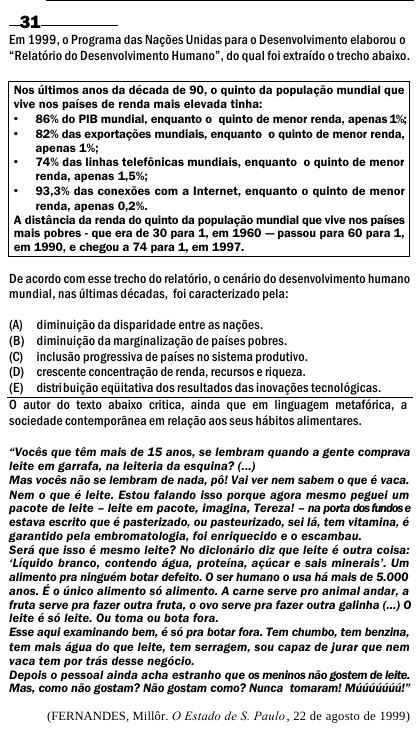 31
Em 1999, o Programa das Nações Unidas para o Desenvolvimento elaborou o
“Relatório do Desenvolvimento Humano”, do qual foi extraído o trecho abaixo.
Nos últimos anos da década de 90, o quinto da população mundial que
vive nos países de renda mais elevada tinha:
• 86% do PIB mundial, enquanto o quinto de menor renda, apenas 1%;
• 82% das exportações mundiais, enquanto o quinto de menor renda,
apenas 1%;
• 74% das linhas telefônicas mundiais, enquanto o quinto de menor
renda, apenas 1,5%;
• 93,3% das conexões com a Internet, enquanto o quinto de menor
renda, apenas 0,2%.
A distância da renda do quinto da população mundial que vive nos países
mais pobres - que era de 30 para 1, em 1960 — passou para 60 para 1,
em 1990, e chegou a 74 para 1, em 1997.
De acordo com esse trecho do relatório, o cenário do desenvolvimento humano
mundial, nas últimas décadas, foi caracterizado pela:
(A) diminuição da disparidade entre as nações.
(B) diminuição da marginalização de países pobres.
(C) inclusão progressiva de países no sistema produtivo.
(D) crescente concentração de renda, recursos e riqueza.
(E) distribuição eqüitativa dos resultados das inovações tecnológicas.
O autor do texto abaixo critica, ainda que em linguagem metafórica, a
sociedade contemporânea em relação aos seus hábitos alimentares.
“Vocês que têm mais de 15 anos, se lembram quando a gente comprava
leite em garrafa, na leiteria da esquina? (...)
Mas vocês não se lembram de nada, pô! Vai ver nem sabem o que é vaca.
Nem o que é leite. Estou falando isso porque agora mesmo peguei um
pacote de leite – leite em pacote, imagina, Tereza! – na porta dos fundos e
estava escrito que é pasterizado, ou pasteurizado, sei lá, tem vitamina, é
garantido pela embromatologia, foi enriquecido e o escambau.
Será que isso é mesmo leite? No dicionário diz que leite é outra coisa:
‘Líquido branco, contendo água, proteína, açúcar e sais minerais’. Um
alimento pra ninguém botar defeito. O ser humano o usa há mais de 5.000
anos. É o único alimento só alimento. A carne serve pro animal andar, a
fruta serve pra fazer outra fruta, o ovo serve pra fazer outra galinha (...) O
leite é só leite. Ou toma ou bota fora.
Esse aqui examinando bem, é só pra botar fora. Tem chumbo, tem benzina,
tem mais água do que leite, tem serragem, sou capaz de jurar que nem
vaca tem por trás desse negócio.
Depois o pessoal ainda acha estranho que os meninos não gostem de leite.
Mas, como não gostam? Não gostam como? Nunca tomaram! Múúúúúúú!”
(FERNANDES, Millôr. O Estado de S. Paulo, 22 de agosto de 1999)